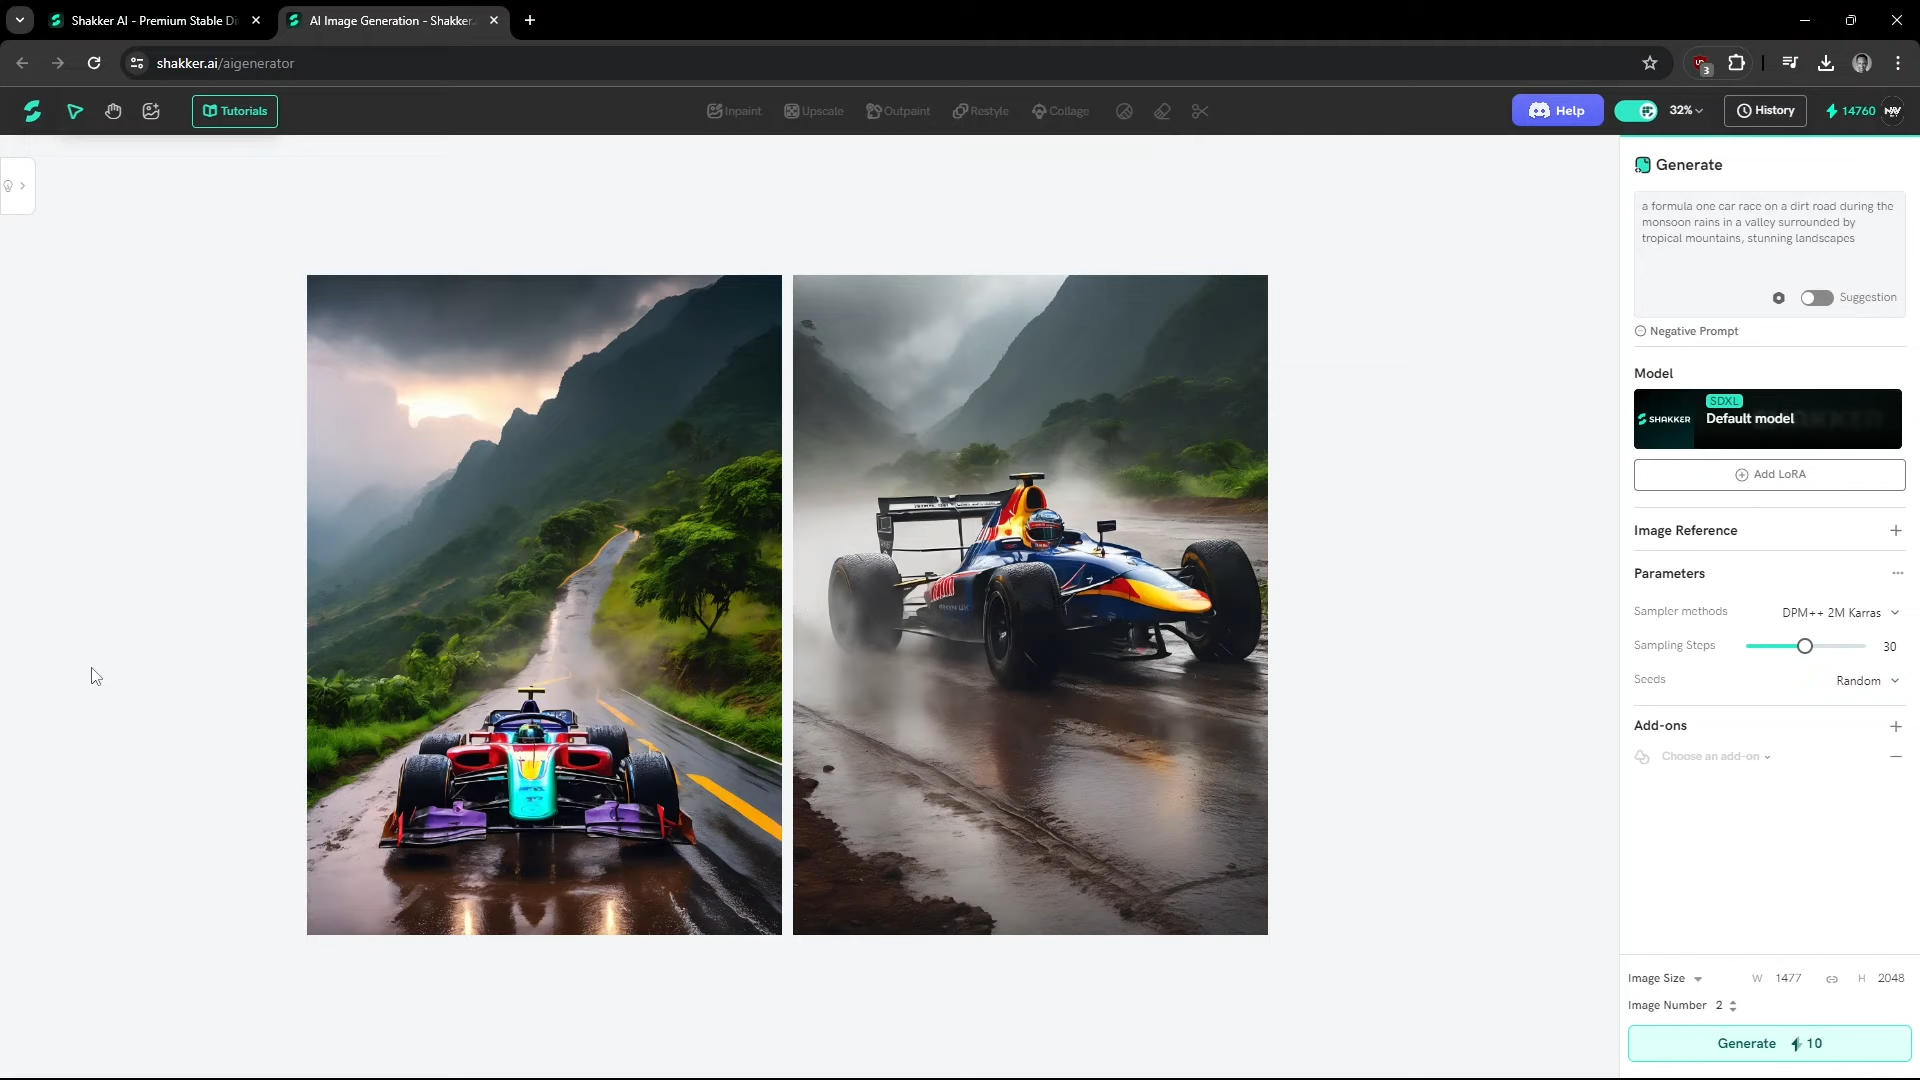 Shakker AI - Premium Stable Di
AI Image Generation - Shakker.
shakker.ai/aigenerator
3
Tutorials
Inpaint
Upscale
Outpaint
Restyle
Collage
Help
32%
History
14760
Generate
a formula one car race on a dirt road during the
monsoon rains in a valley surrounded by
tropical mountains, stunning landscapes
Suggestion
Negative Prompt
Model
SHAKKER
SDXL
Default model
Add LoRA
Image Reference
Parameters
Sampler methods
DPM++ 2M Karras
Sampling Steps
30
Seeds
Random
Add-ons
Choose an add-on
Image Size
W 1477
H 2048
Image Number 2
Generate 10